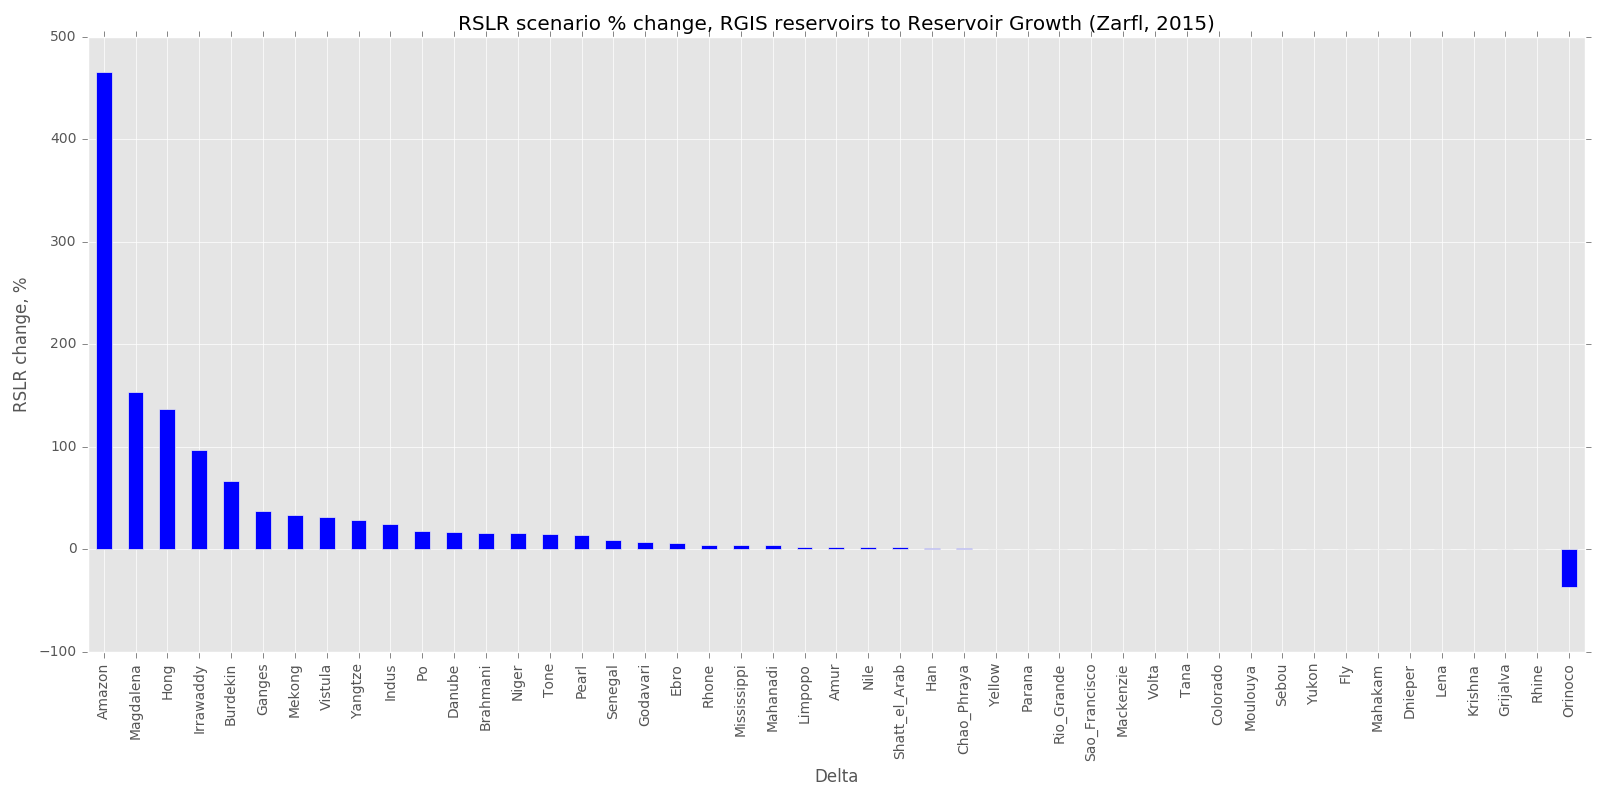 RSLR scenario % change, RGIS reservoirs to Reservoir Growth (Zarfl, 2015)
500
400
300
200
100
0
−100
RSLR change, %
Amazon
Magdalena
Hong
Irrawaddy
Burdekin
Ganges
Mekong
Vistula
Yangtze
Indus
Po
Danube
Brahmani
Niger
Tone
Pearl
Senegal
Godavari
Ebro
Rhone
Mississippi
Mahanadi
Limpopo
Amur
Nile
Shatt_el_Arab
Han
Chao_Phraya
Yellow
Parana
Rio_Grande
Sao_Francisco
Mackenzie
Volta
Tana
Colorado
Moulouya
Sebou
Yukon
Fly
Mahakam
Dnieper
Lena
Krishna
Grijalva
Rhine
Orinoco
Delta